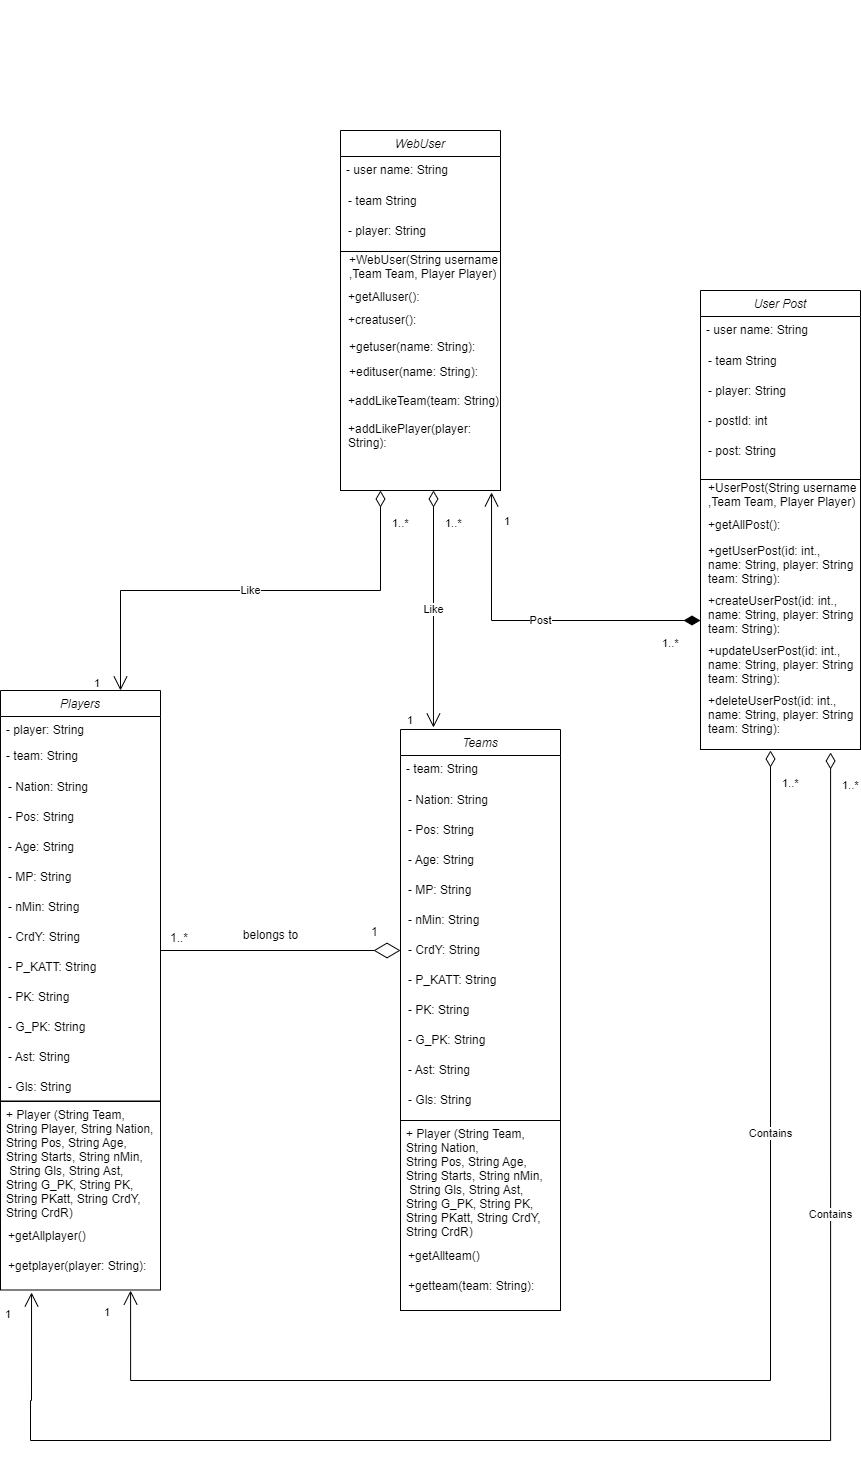 WebUser
- user name: String
- team String
- player: String
+WebUser(String username
,Team Team, Player Player)
+getAlluser():
+creatuser():
+getuser(name: String):
+edituser(name: String):
+addLikeTeam(team: String)
+addLikePlayer(player:
String):
User Post
- user name: String
- team String
- player: String
- postId: int
- post: String
+UserPost(String username
,Team Team, Player Player)
+getAllPost():
+getUserPost(id: int.,
name: String, player: String
team: String):
+createUserPost(id: int.,
name: String, player: String
team: String):
+updateUserPost(id: int.,
name: String, player: String
team: String):
+deleteUserPost(id: int.,
name: String, player: String
team: String):
1..*
1..*
1
Like
Like
Post
1..*
1
1
1..*
1..*
Players
- player: String
- team: String
- Nation: String
- Pos: String
- Age: String
- MP: String
- nMin: String
- CrdY: String
- P_KATT: String
- PK: String
- G_PK: String
- Ast: String
- Gls: String
+ Player (String Team,
String Player, String Nation,
String Pos, String Age,
String Starts, String nMin,
String Gls, String Ast,
String G_PK, String PK,
String PKatt, String CrdY,
String CrdR)
+getAllplayer()
+getplayer(player: String):
1..*
belongs to
1
Teams
- team: String
- Nation: String
- Pos: String
- Age: String
- MP: String
- nMin: String
- CrdY: String
- P_KATT: String
- PK: String
- G_PK: String
- Ast: String
- Gls: String
+ Player (String Team,
String Nation,
String Pos, String Age,
String Starts, String nMin,
String Gls, String Ast,
String G_PK, String PK,
String PKatt, String CrdY,
String CrdR)
+getAllteam()
+getteam(team: String):
Contains
Contains
1
1